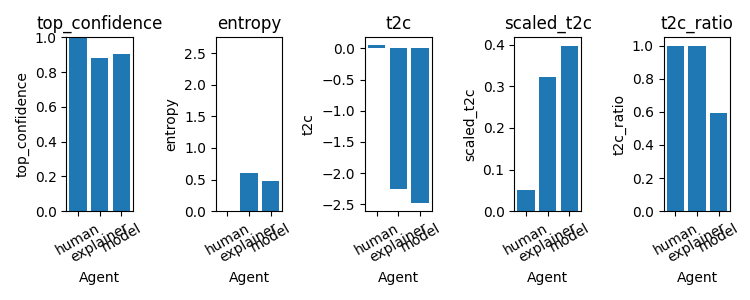 top_confidence
entropy
t2c
scaled_t2c
t2c_ratio
top_confidence
1.0
0.8
0.6
0.4
0.2
0.0
human
explainer
model
Agent
entropy
2.5
2.0
1.5
1.0
0.5
0.0
human
explainer
model
Agent
t2c
0.0
−0.5
−1.0
−1.5
−2.0
−2.5
human
explainer
model
Agent
scaled_t2c
0.4
0.3
0.2
0.1
0.0
human
explainer
model
Agent
t2c_ratio
1.0
0.8
0.6
0.4
0.2
0.0
human
explainer
model
Agent